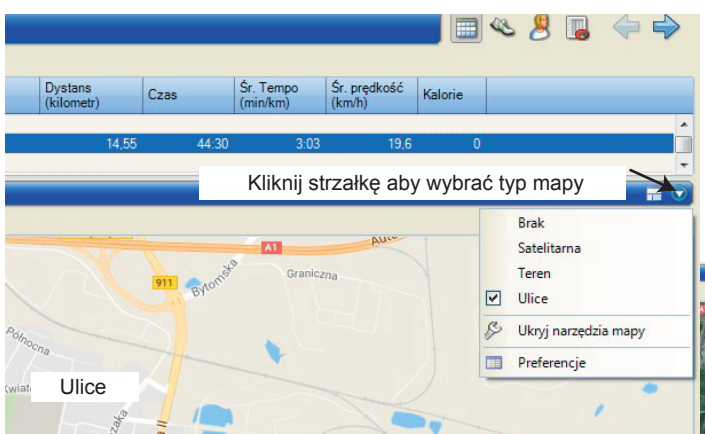 Dystans
(kilometr)
Czas
Śr. Tempo
(min/km)
Śr. prędkość
(km/h)
Kalorie
14,55 44:30 3:03 19,6 0
Kliknij strzałkę aby wybrać typ mapy
Brak
Satelitarna
Teren
Ulice
Ukryj narzędzia mapy
Preferencje
A1
911
Bytomska
Graniczna
Północna
Ulice